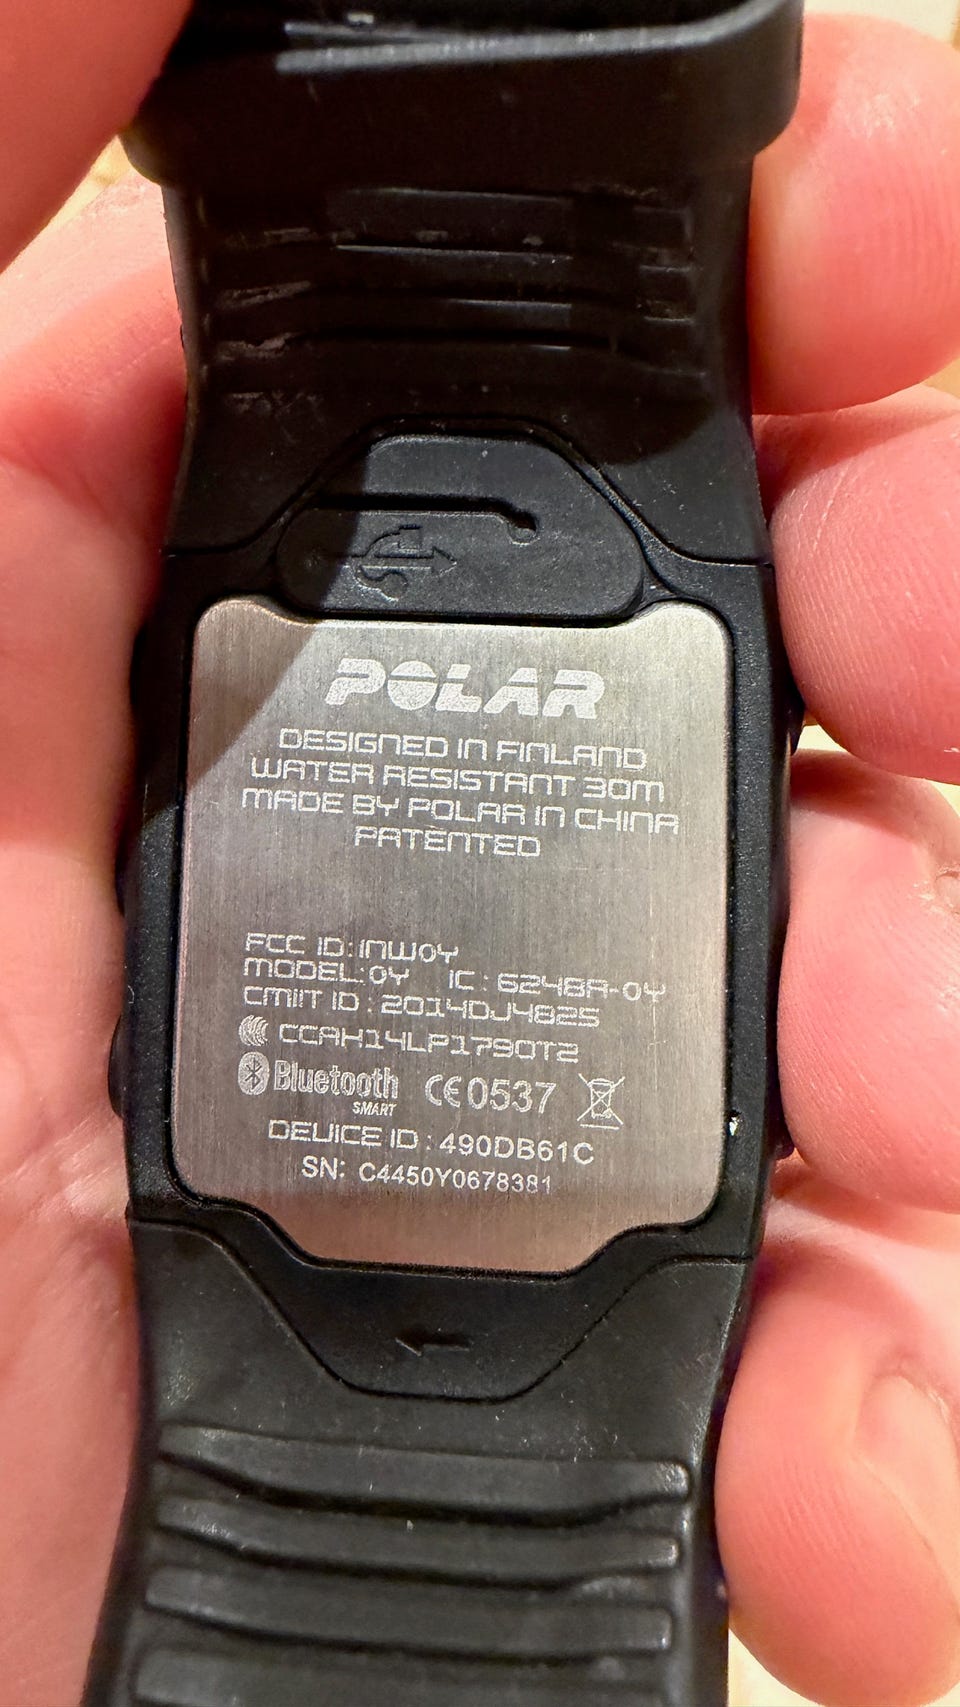 POLAR
DESIGNED IN FINLAND
WATER RESISTANT 30M
MADE BY POLAR IN CHINA
PATENTED
FCC ID: INW0Y
MODEL: 0Y IC: 6248A-0Y
CMIIT ID: 2014DJ4825
CCAH14LP1790T2
Bluetooth
SMART
CE0537
DEVICE ID: 490DB61C
SN: C4450Y0678381